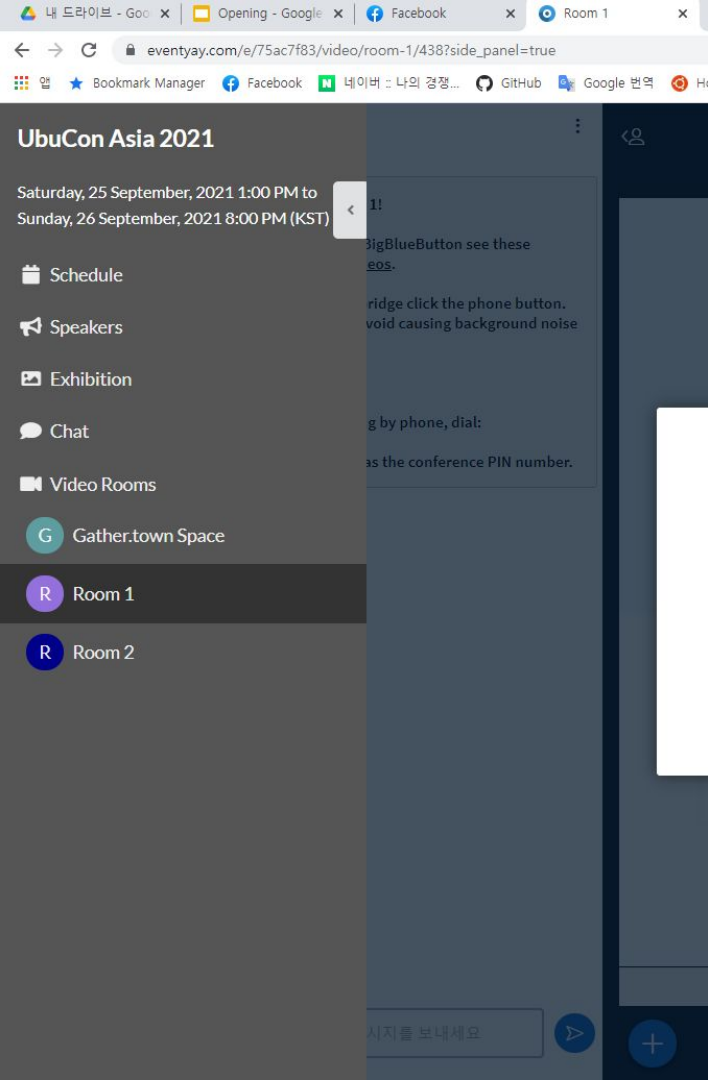 내 드라이브 - Goo
Opening - Google
Facebook
Room 1
eventyay.com/e/75ac7f83/video/room-1/438?side_panel=true
앱
Bookmark Manager
Facebook
N 네이버 :: 나의 경쟁...
GitHub
Google 번역
Ho
UbuCon Asia 2021
Saturday, 25 September, 2021 1:00 PM to
Sunday, 26 September, 2021 8:00 PM (KST)
Schedule
Speakers
Exhibition
Chat
Video Rooms
G Gather.town Space
R Room 1
R Room 2
1!
BigBlueButton see these
eos.
ridge click the phone button.
void causing background noise
g by phone, dial:
as the conference PIN number.
시지를 보내세요